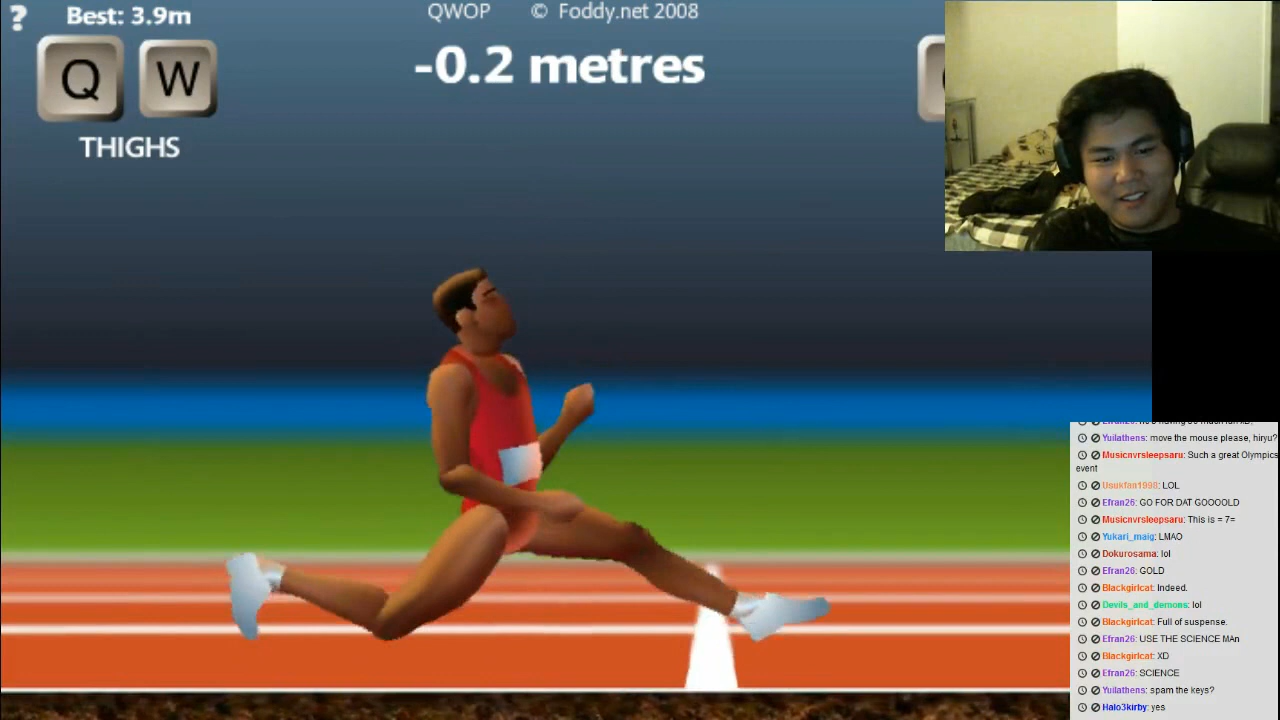 ?
Best: 3.9m
QWOP © Foddy.net 2008
-0.2 metres
Q
W
THIGHS
Yuilathens: move the mouse please, hiryu?
Musicnvrsleepsaru: Such a great Olympics
event
Usukfan1998: LOL
Efran26: GO FOR DAT GOOOOLD
Musicnvrsleepsaru: This is = 7=
Yukari_maig: LMAO
Dokurosama: lol
Efran26: GOLD
Blackgirlcat: Indeed.
Devils_and_demons: lol
Blackgirlcat: Full of suspense.
Efran26: USE THE SCIENCE MAn
Blackgirlcat: XD
Efran26: SCIENCE
Yuilathens: spam the keys?
Halo3kirby: yes